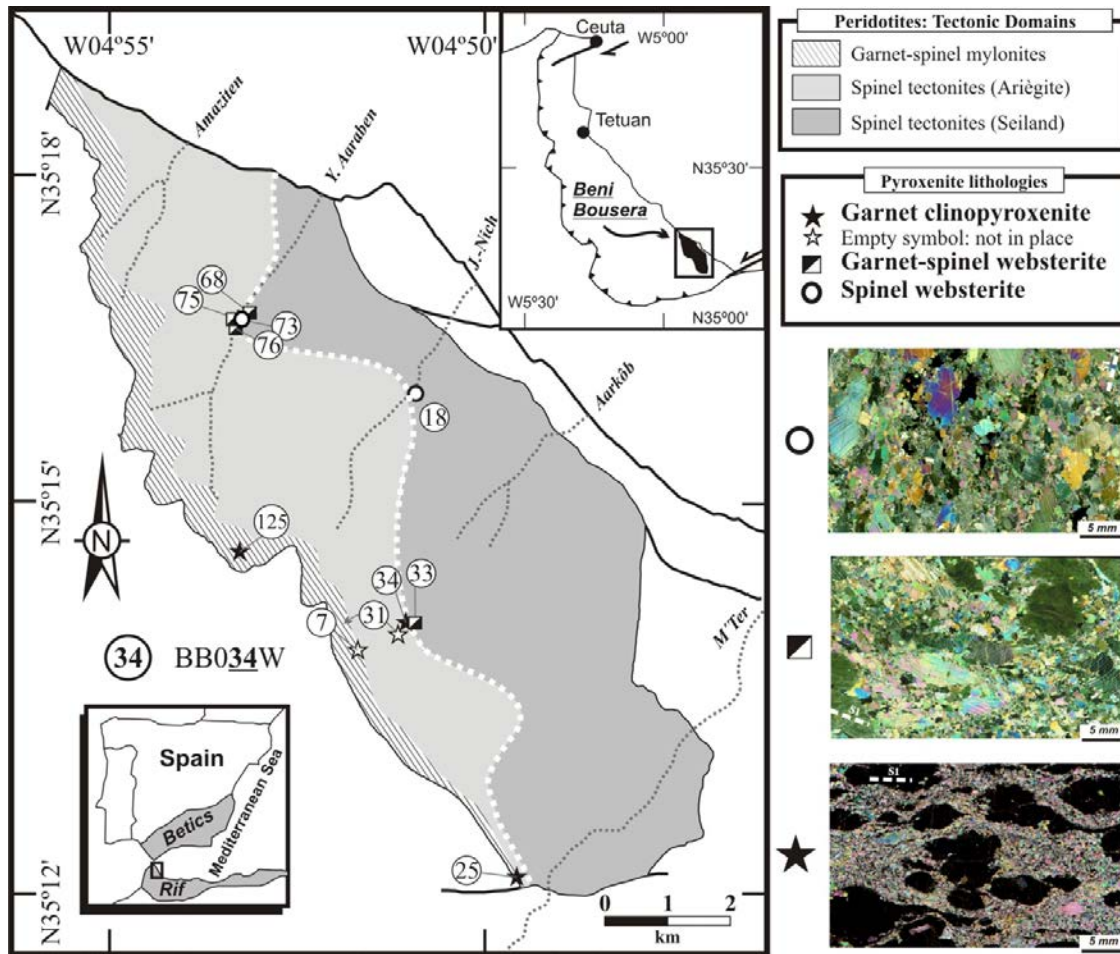 W04º55'
W04º50'
N35º18'
N35º15'
N35º12'
Amaziten
Y. Aaraben
J.-Nich
Aarkôb
M'Ter
68
75
73
76
18
125
34
33
31
7
25
34
BB034W
N
0 1 2
km
Spain
Betics
Rif
Mediterranean Sea
Ceuta
W5º00'
Tetuan
N35º30'
Beni
Bousera
W5º30'
N35º00'
Peridotites: Tectonic Domains
Garnet-spinel mylonites
Spinel tectonites (Ariègite)
Spinel tectonites (Seiland)
Pyroxenite lithologies
Garnet clinopyroxenite
Empty symbol: not in place
Garnet-spinel websterite
Spinel websterite
5 mm
S1
5 mm
S1
5 mm